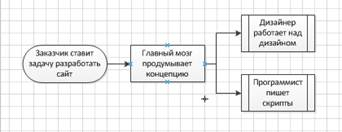 Заказчик ставит
задачу разработать
сайт
Главный мозг
продумывает
концепцию
Дизайнер
работает над
дизайном
Программист
пишет
скрипты